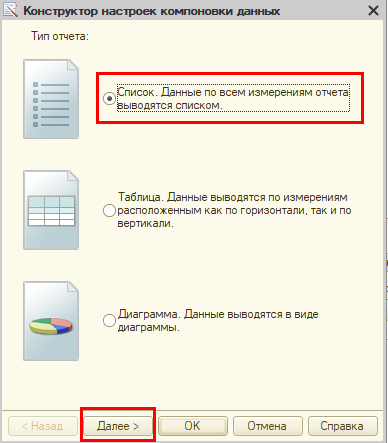 Конструктор настроек компоновки данных
Тип отчета:
Список. Данные по всем измерениям отчета
выводятся списком.
Таблица. Данные выводятся по измерениям
расположенным как по горизонтали, так и по
вертикали.
Диаграмма. Данные выводятся в виде
диаграммы.
< Назад
Далее >
OK
Отмена
Справка